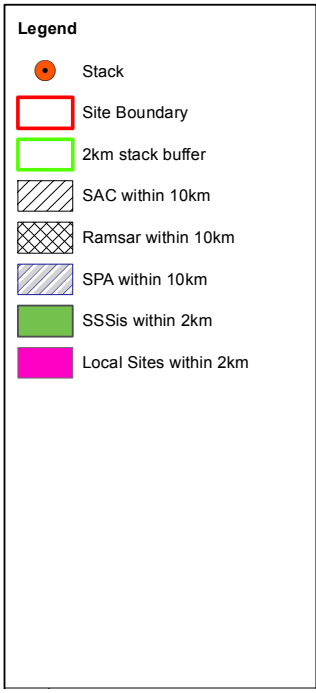 Legend
Stack
Site Boundary
2km stack buffer
SAC within 10km
Ramsar within 10km
SPA within 10km
SSSis within 2km
Local Sites within 2km